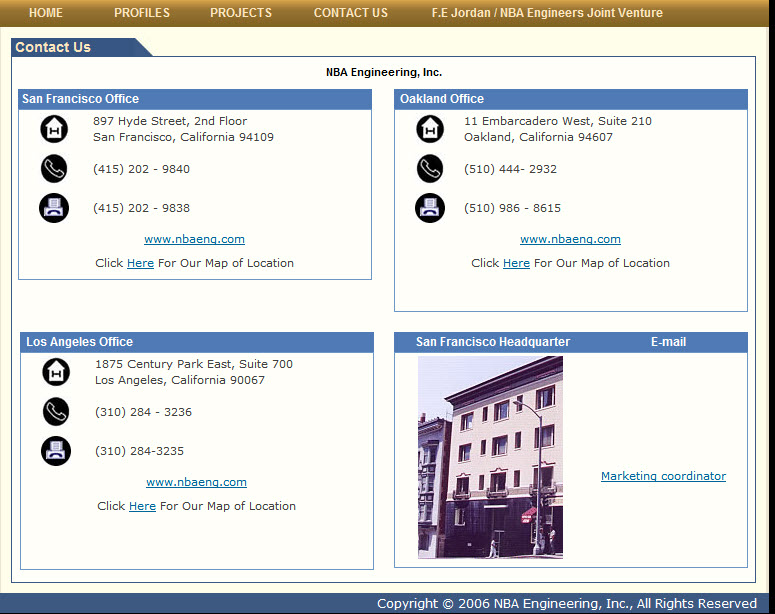 HOME PROFILES PROJECTS CONTACT US F.E Jordan / NBA Engineers Joint Venture
Contact Us
NBA Engineering, Inc.
San Francisco Office
897 Hyde Street, 2nd Floor
San Francisco, California 94109
(415) 202 - 9840
(415) 202 - 9838
www.nbaeng.com
Click Here For Our Map of Location
Oakland Office
11 Embarcadero West, Suite 210
Oakland, California 94607
(510) 444- 2932
(510) 986 - 8615
www.nbaeng.com
Click Here For Our Map of Location
Los Angeles Office
1875 Century Park East, Suite 700
Los Angeles, California 90067
(310) 284 - 3236
(310) 284-3235
www.nbaeng.com
Click Here For Our Map of Location
San Francisco Headquarter E-mail
Marketing coordinator
Copyright © 2006 NBA Engineering, Inc., All Rights Reserved